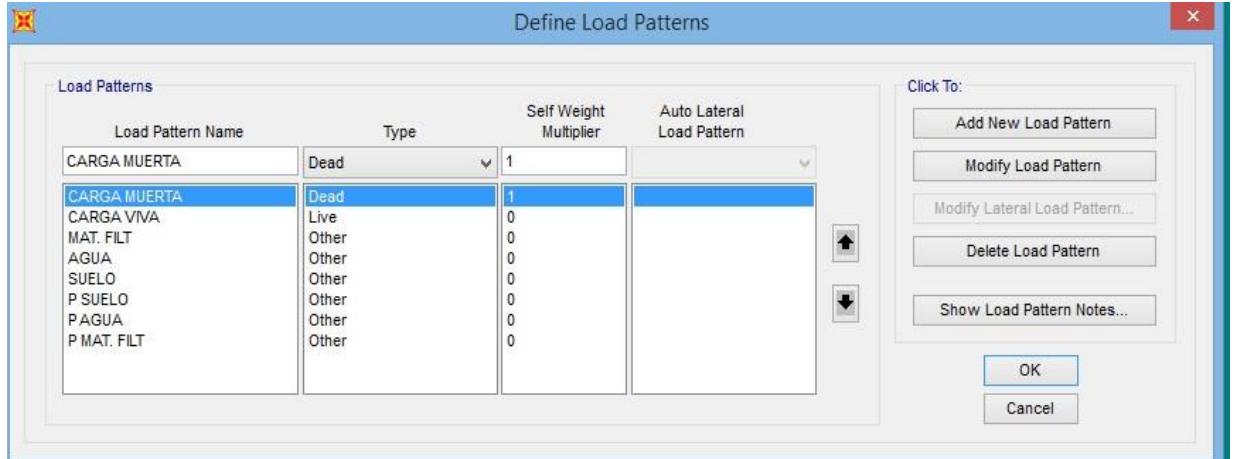 Define Load Patterns
Load Patterns
Click To:
Load Pattern Name Type Self Weight Multiplier Auto Lateral Load Pattern
CARGA MUERTA Dead 1
CARGA MUERTA Dead 1
CARGA VIVA Live 0
MAT. FILT Other 0
AGUA Other 0
SUELO Other 0
P SUELO Other 0
P AGUA Other 0
P MAT. FILT Other 0
Add New Load Pattern
Modify Load Pattern
Modify Lateral Load Pattern...
Delete Load Pattern
Show Load Pattern Notes...
OK
Cancel